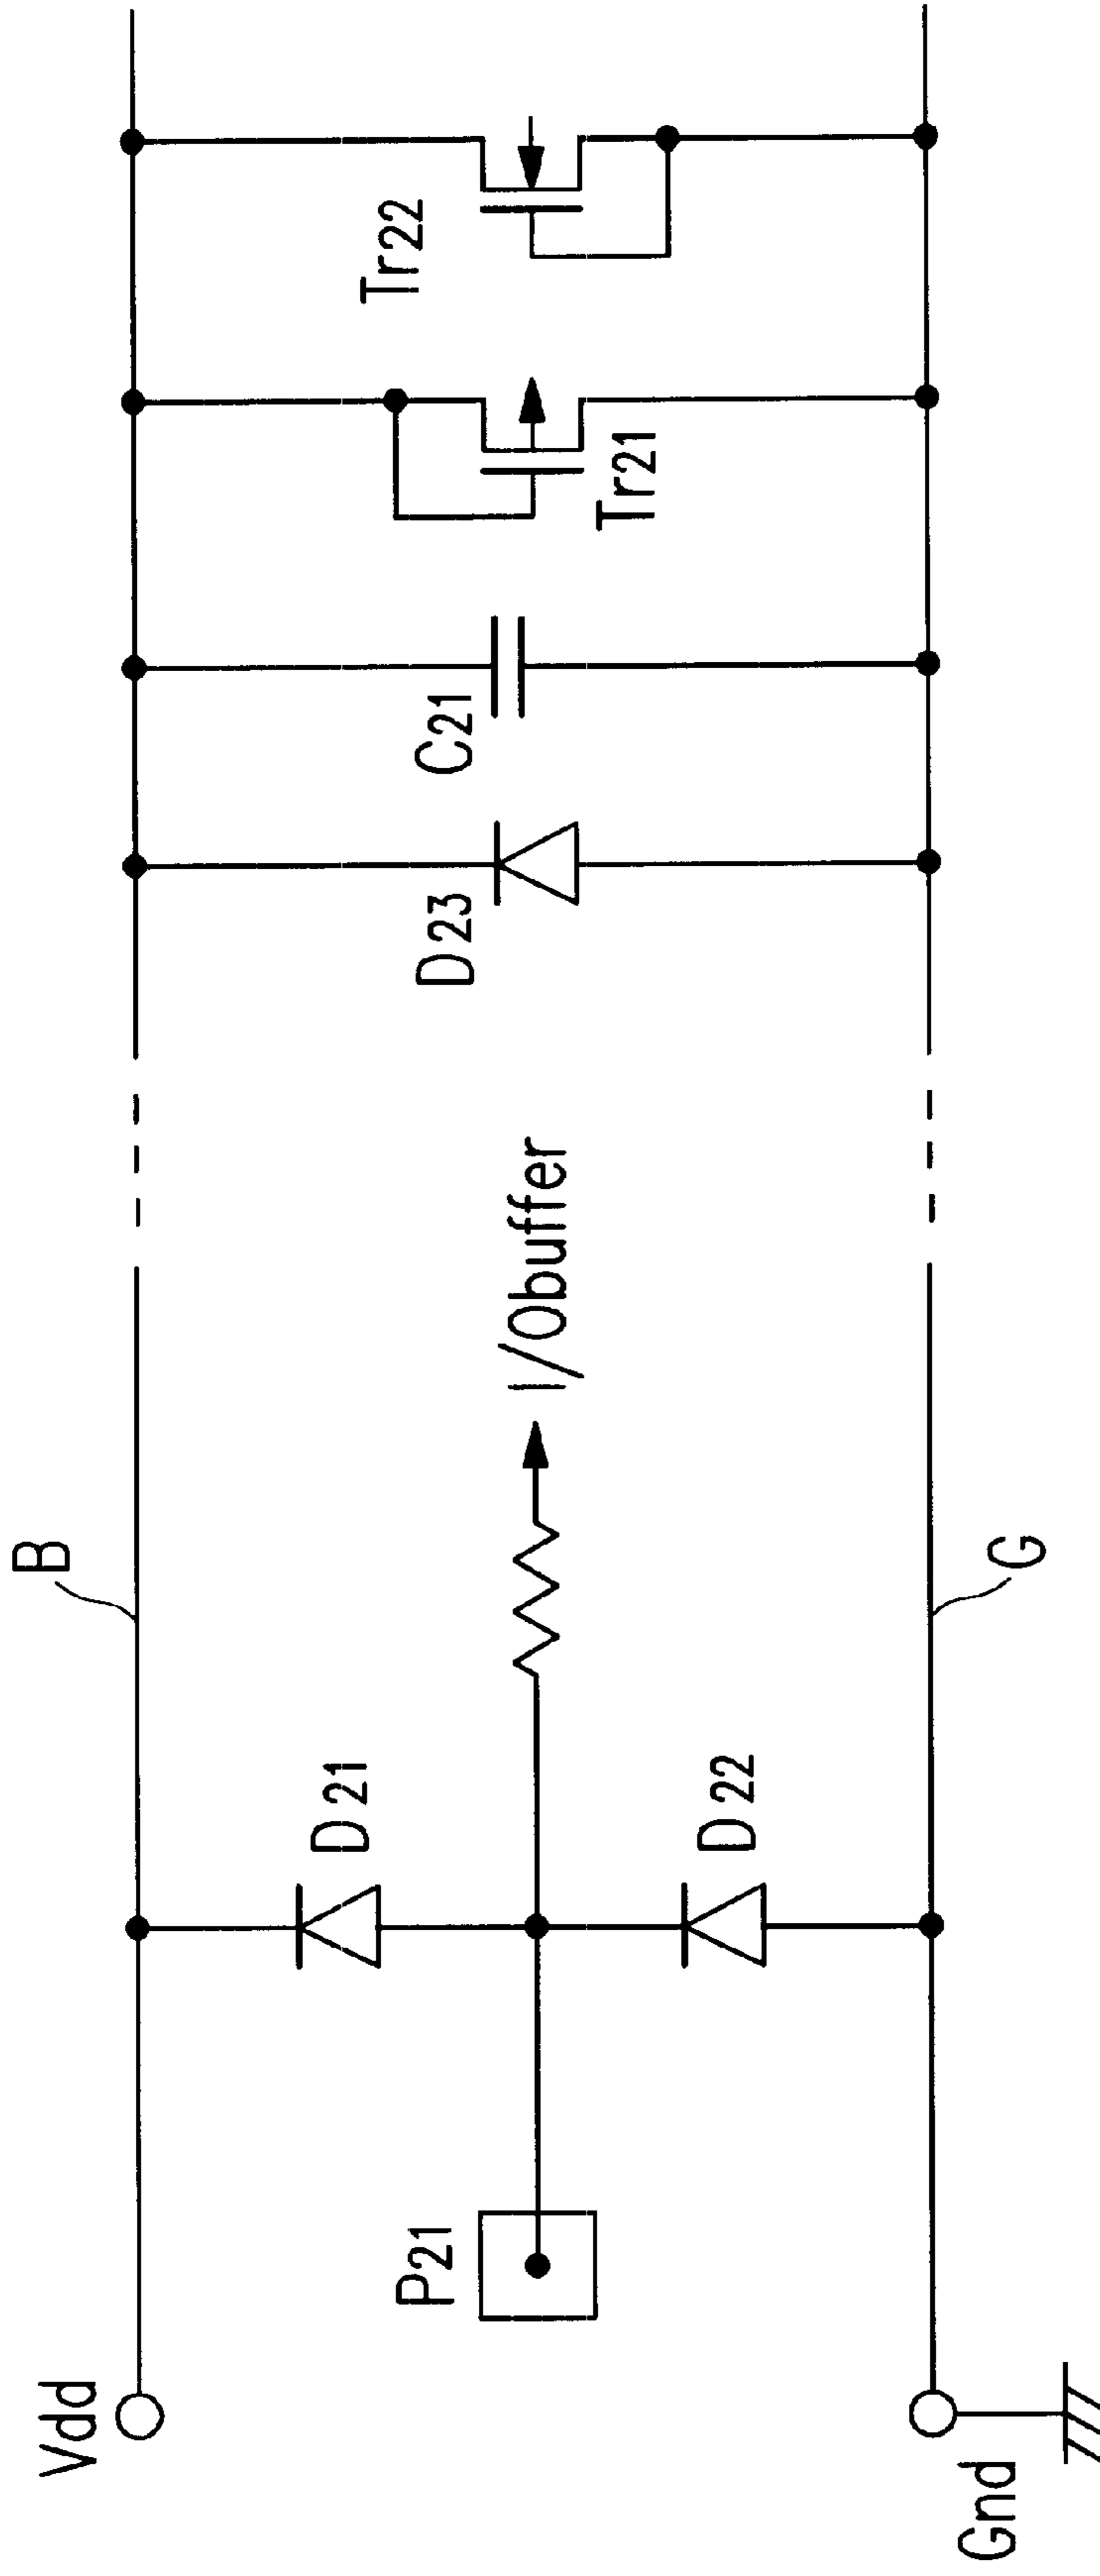 Vdd
B
P21
D21
D22
I/Obuffer
G
Gnd
D23
C21
Tr21
Tr22